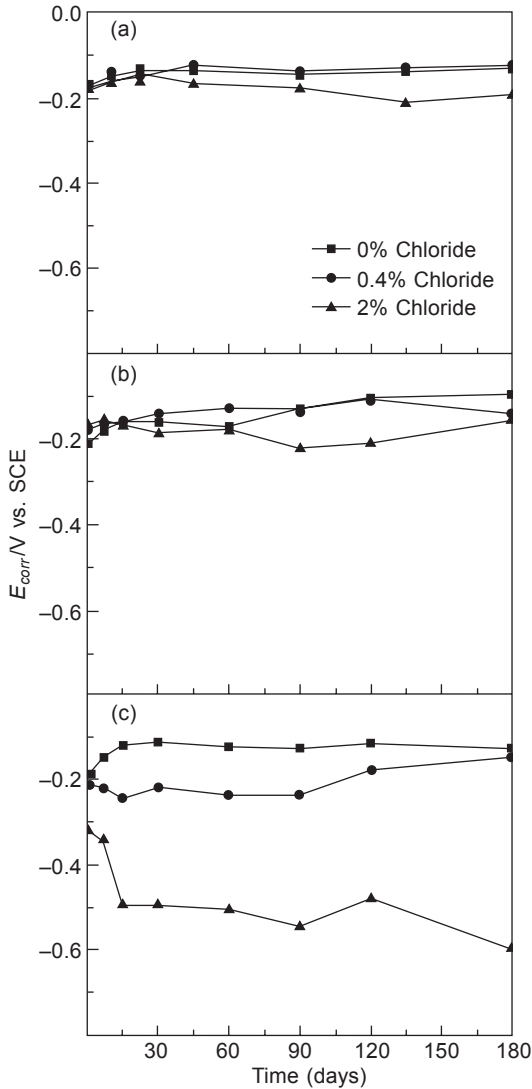 0.0
(a)
–0.2
–0.4
–0.6
0% Chloride
0.4% Chloride
2% Chloride
(b)
–0.2
–0.4
–0.6
Ecorr/V vs. SCE
(c)
–0.2
–0.4
–0.6
30 60 90 120 150 180
Time (days)